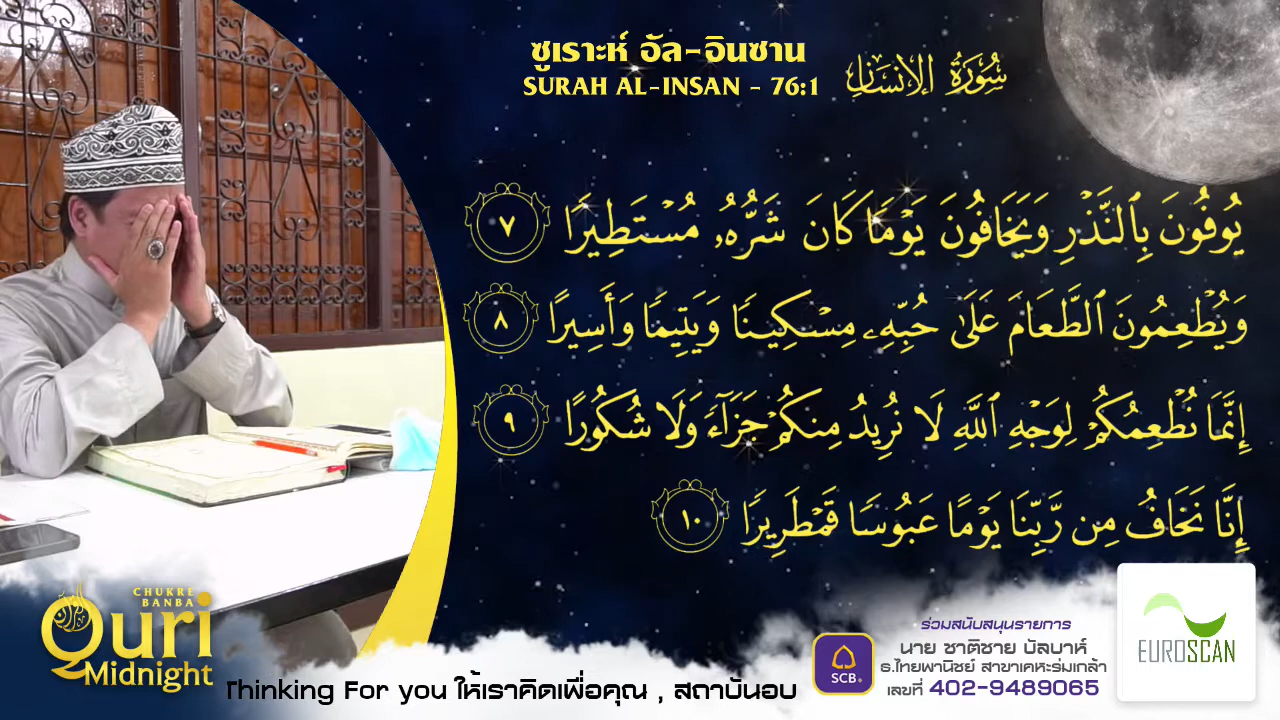 ซูเราะห์ อัล-อินซาน
SURAH AL-INSAN - 76:1
سُورَةُ الإِنسَانِ
يُوفُونَ بِٱلنَّذْرِ وَيَخَافُونَ يَوْمًا كَانَ شَرُّهُۥ مُسْتَطِيرًا ٧
وَيُطْعِمُونَ ٱلطَّعَامَ عَلَىٰ حُبِّهِۦ مِسْكِينًا وَيَتِيمًا وَأَسِيرًا ٨
إِنَّمَا نُطْعِمُكُمْ لِوَجْهِ ٱللَّهِ لَا نُرِيدُ مِنكُمْ جَزَآءً وَلَا شُكُورًا ٩
إِنَّا نَخَافُ مِن رَّبِّنَا يَوْمًا عَبُوسًا قَمْطَرِيرًا ١٠
CHUKRE
BANBA
Quri
Midnight
Thinking For you ให้เราคิดเพื่อคุณ , สถาบันอบ
SCB
ร่วมสนับสนุนรายการ
นาย ชาติชาย บัลบาห์
ธ.ไทยพานิชย์ สาขาเคหะร่มเกล้า
เลขที่ 402-9489065
EUROSCAN